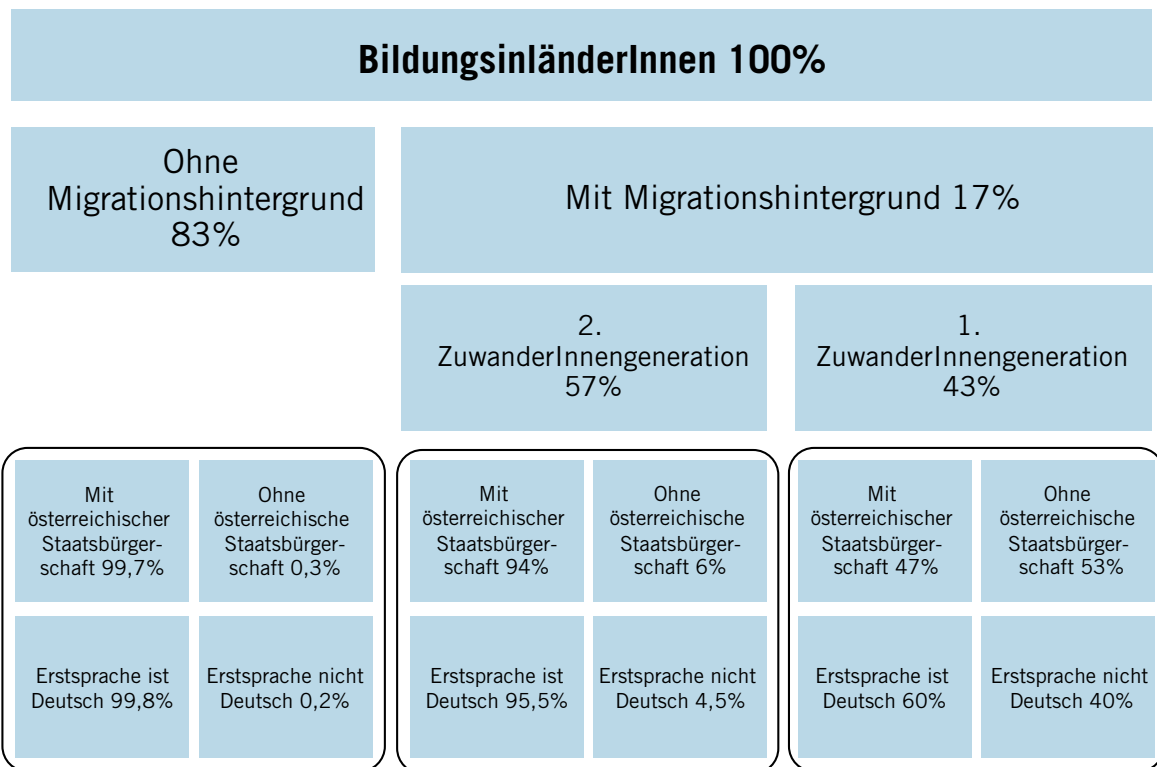 BildungsinländerInnen 100%
Ohne
Migrationshintergrund
83%
Mit Migrationshintergrund 17%
2.
ZuwanderInnengeneration
57%
1.
ZuwanderInnengeneration
43%
Mit
österreichischer
Staatsbürger-
schaft 99,7%
Ohne
österreichische
Staatsbürger-
schaft 0,3%
Mit
österreichischer
Staatsbürger-
schaft 94%
Ohne
österreichische
Staatsbürger-
schaft 6%
Mit
österreichischer
Staatsbürger-
schaft 47%
Ohne
österreichische
Staatsbürger-
schaft 53%
Erstsprache ist
Deutsch 99,8%
Erstsprache nicht
Deutsch 0,2%
Erstsprache ist
Deutsch 95,5%
Erstsprache nicht
Deutsch 4,5%
Erstsprache ist
Deutsch 60%
Erstsprache nicht
Deutsch 40%